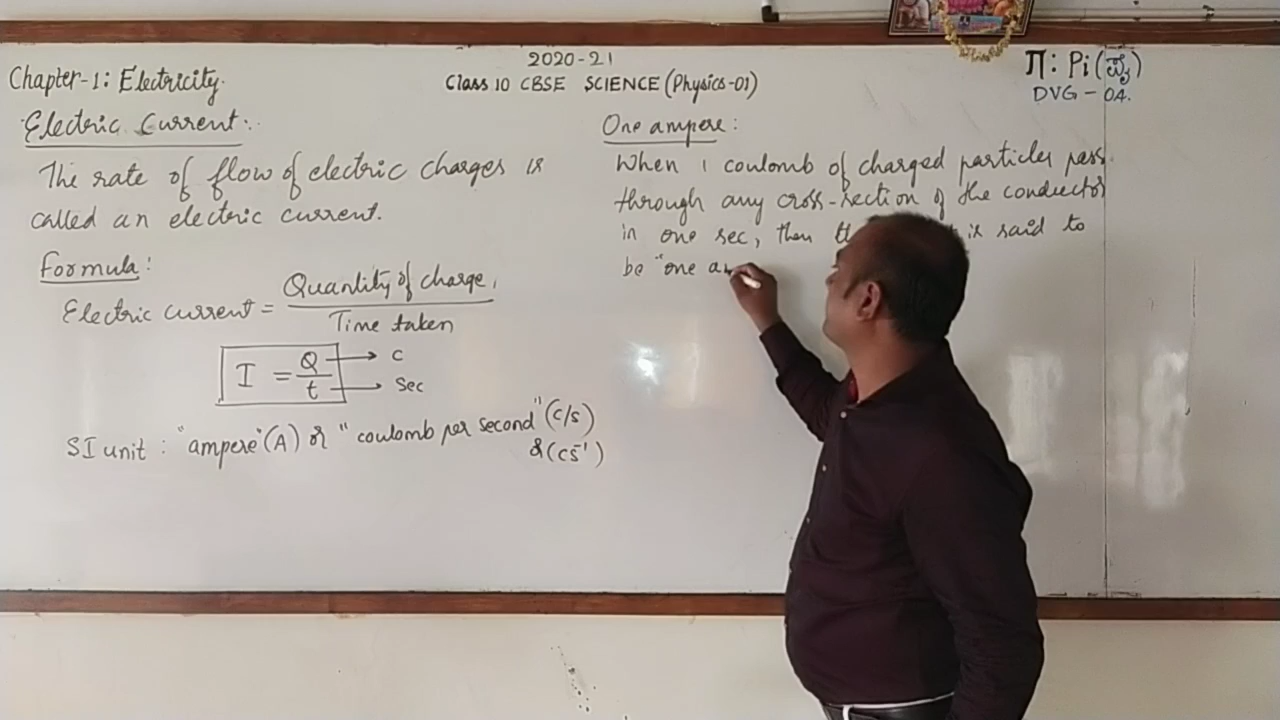 2020-21
Chapter-1: Electricity.
Class 10 CBSE SCIENCE (Physics-01)
π: Pi(ಪೈ)
DVG - 04.
Electric Current:
The rate of flow of electric charges is
called an electric current.
Formula:
Electric current = Quantity of charge / Time taken
I = Q/t → C
→ Sec
SI unit: "ampere"(A) or "coulomb per second" (C/s)
& (CS⁻¹)
One ampere:
When 1 coulomb of charged particles pass
through any cross-section of the conductor
in one sec, then is said to
be "one am